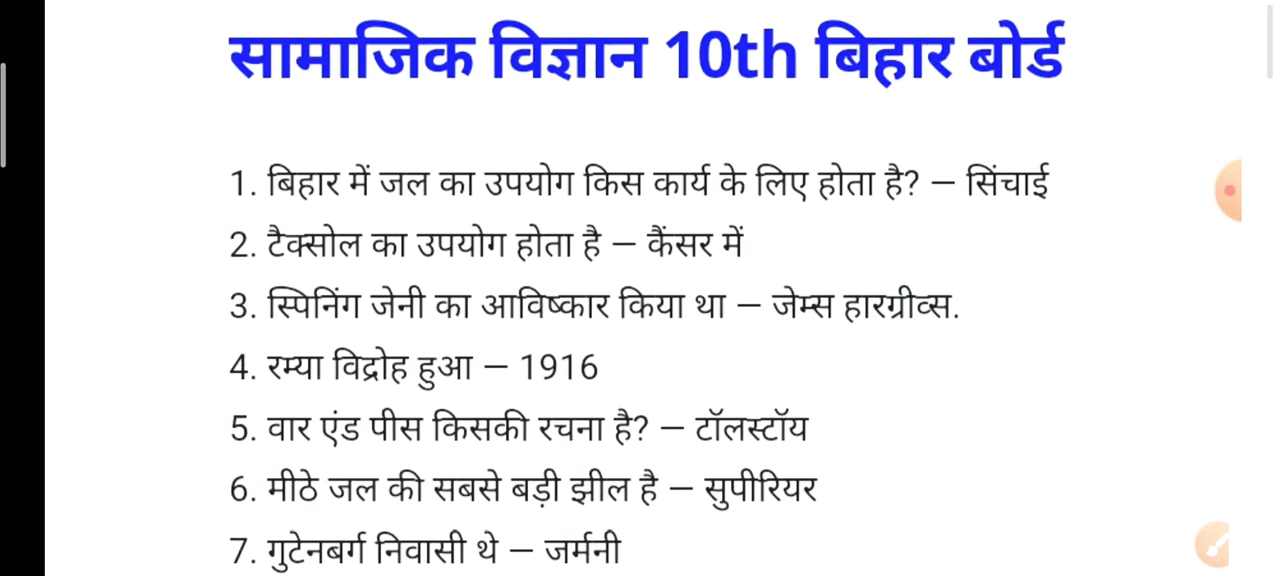 सामाजिक विज्ञान 10th बिहार बोर्ड
1. बिहार में जल का उपयोग किस कार्य के लिए होता है? – सिंचाई
2. टैक्सोल का उपयोग होता है – कैंसर में
3. स्पिनिंग जेनी का आविष्कार किया था – जेम्स हारग्रीव्स.
4. रम्या विद्रोह हुआ – 1916
5. वार एंड पीस किसकी रचना है? – टॉलस्टॉय
6. मीठे जल की सबसे बड़ी झील है – सुपीरियर
7. गुटेनबर्ग निवासी थे – जर्मनी